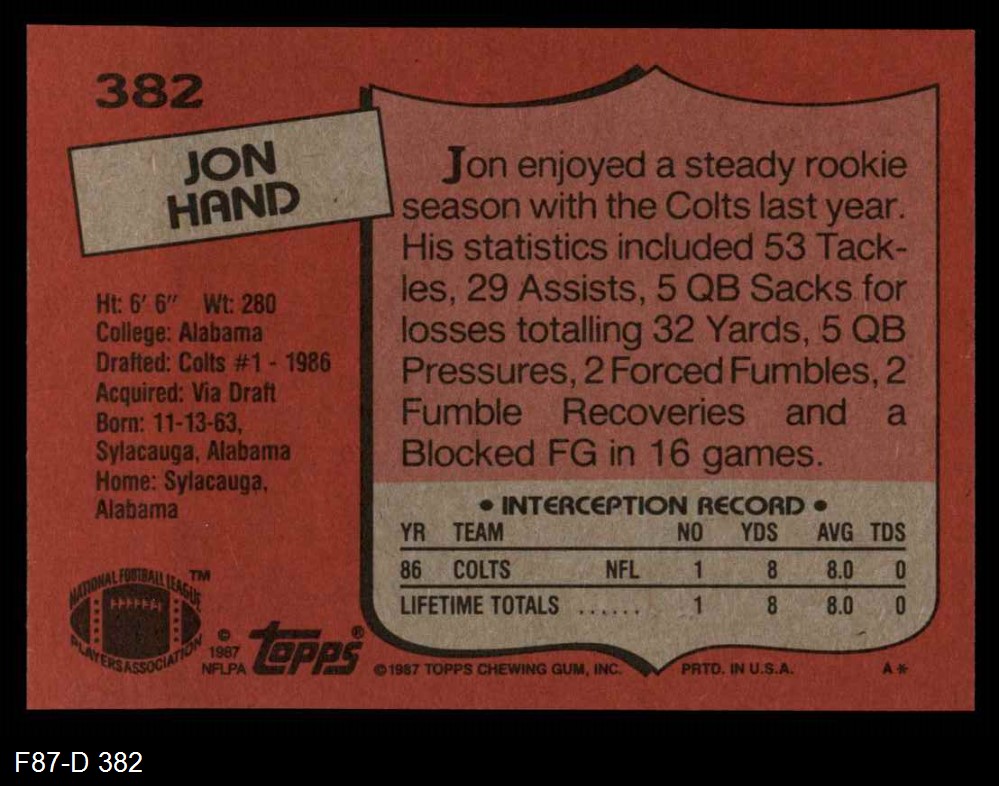 382
JON
HAND
Ht: 6' 6" Wt: 280
College: Alabama
Drafted: Colts #1 - 1986
Acquired: Via Draft
Born: 11-13-63,
Sylacauga, Alabama
Home: Sylacauga,
Alabama
Jon enjoyed a steady rookie
season with the Colts last year.
His statistics included 53 Tack-
les, 29 Assists, 5 QB Sacks for
losses totalling 32 Yards, 5 QB
Pressures, 2 Forced Fumbles, 2
Fumble Recoveries and a
Blocked FG in 16 games.
• INTERCEPTION RECORD •
YR TEAM NO YDS AVG TDS
86 COLTS NFL 1 8 8.0 0
LIFETIME TOTALS ...... 1 8 8.0 0
NATIONAL FOOTBALL LEAGUE ™
PLAYERS ASSOCIATION
©
1987
NFLPA
topps®
©1987 TOPPS CHEWING GUM, INC. PRTD. IN U.S.A. A*
F87-D 382